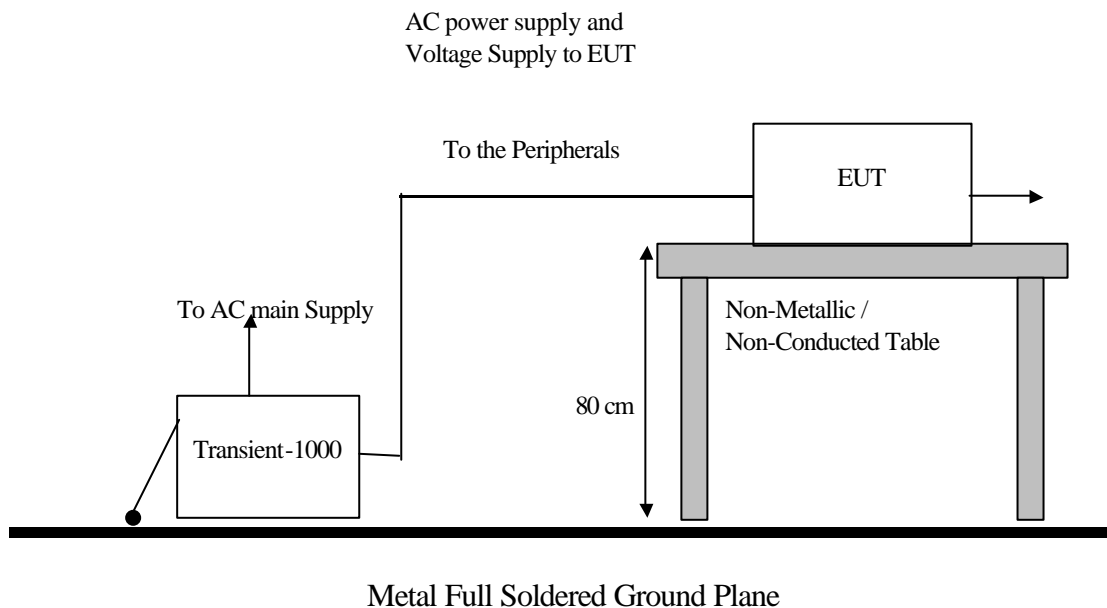 AC power supply and
Voltage Supply to EUT
To the Peripherals
EUT
To AC main Supply
Non-Metallic /
Non-Conducted Table
80 cm
Transient-1000
Metal Full Soldered Ground Plane